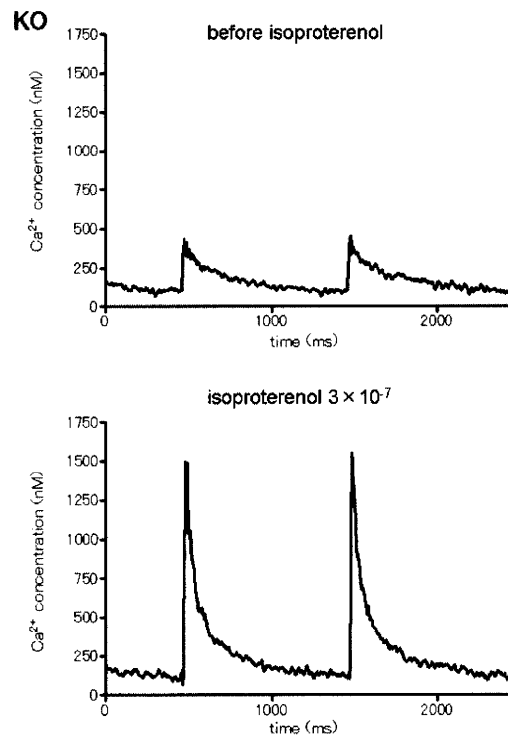 KO
before isoproterenol
1750
1500
1250
1000
750
500
250
0
Ca²⁺ concentration (nM)
0 1000 2000
time (ms)
isoproterenol 3 × 10⁻⁷
1750
1500
1250
1000
750
500
250
0
Ca²⁺ concentration (nM)
0 1000 2000
time (ms)